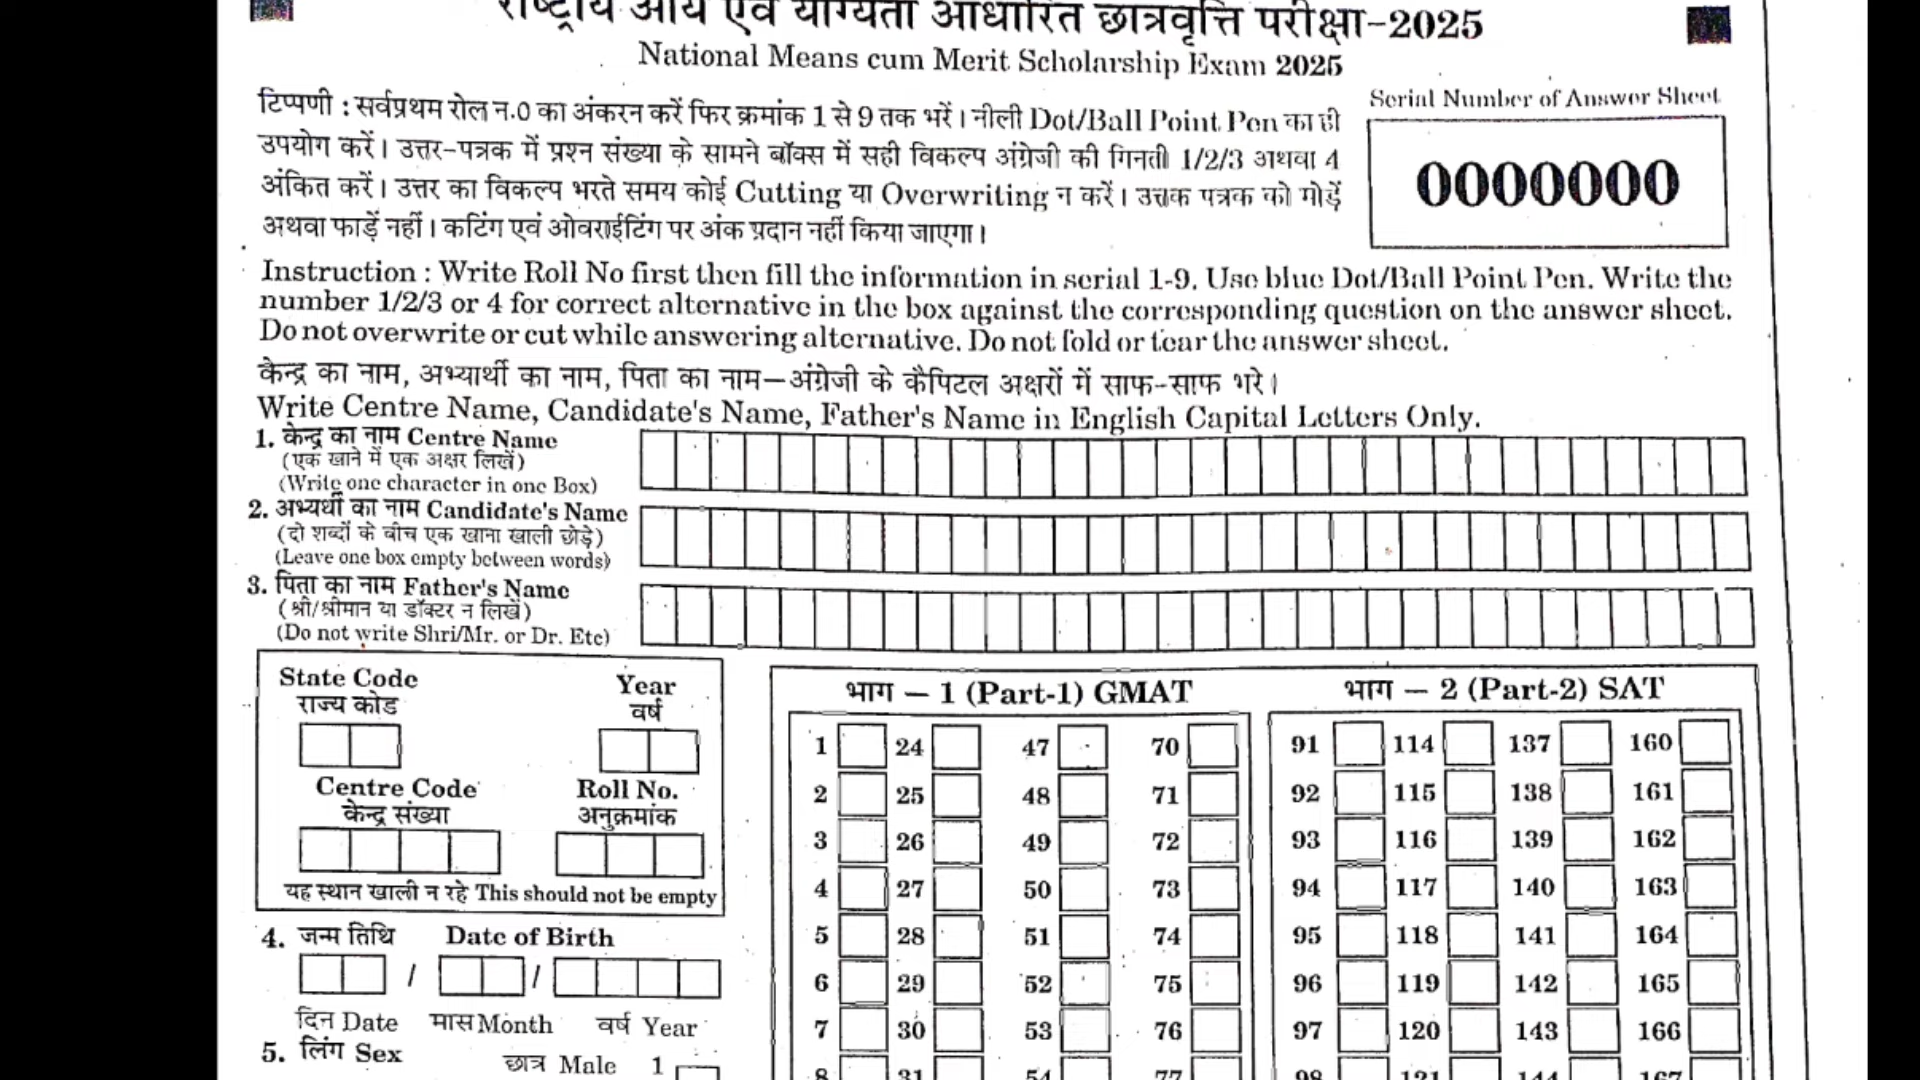 राष्ट्रीय आय एवं योग्यता आधारित छात्रवृत्ति परीक्षा-2025
National Means cum Merit Scholarship Exam 2025
टिप्पणी : सर्वप्रथम रोल न.0 का अंकरन करें फिर क्रमांक 1 से 9 तक भरें। नीली Dot/Ball Point Pen का ही
उपयोग करें। उत्तर-पत्रक में प्रश्न संख्या के सामने बॉक्स में सही विकल्प अंग्रेजी की गिनती 1/2/3 अथवा 4
अंकित करें। उत्तर का विकल्प भरते समय कोई Cutting या Overwriting न करें। उत्तक पत्रक को मोड़ें
अथवा फाड़ें नहीं। कटिंग एवं ओवराईटिंग पर अंक प्रदान नहीं किया जाएगा।
Serial Number of Answer Sheet
0000000
Instruction : Write Roll No first then fill the information in serial 1-9. Use blue Dot/Ball Point Pen. Write the
number 1/2/3 or 4 for correct alternative in the box against the corresponding question on the answer sheet.
Do not overwrite or cut while answering alternative. Do not fold or tear the answer sheet.
केन्द्र का नाम, अभ्यार्थी का नाम, पिता का नाम—अंग्रेजी के कैपिटल अक्षरों में साफ-साफ भरे।
Write Centre Name, Candidate's Name, Father's Name in English Capital Letters Only.
1. केन्द्र का नाम Centre Name
(एक खाने में एक अक्षर लिखें)
(Write one character in one Box)
2. अभ्यर्थी का नाम Candidate's Name
(दो शब्दों के बीच एक खाना खाली छोड़े)
(Leave one box empty between words)
3. पिता का नाम Father's Name
(श्री/श्रीमान या डॉक्टर न लिखें)
(Do not write Shri/Mr. or Dr. Etc)
State Code Year
राज्य कोड वर्ष
Centre Code Roll No.
केन्द्र संख्या अनुक्रमांक
यह स्थान खाली न रहे This should not be empty
4. जन्म तिथि Date of Birth
/ /
दिन Date मास Month वर्ष Year
5. लिंग Sex
छात्र Male 1
भाग – 1 (Part-1) GMAT
1 24 47 70
2 25 48 71
3 26 49 72
4 27 50 73
5 28 51 74
6 29 52 75
7 30 53 76
8 31 54 77
भाग – 2 (Part-2) SAT
91 114 137 160
92 115 138 161
93 116 139 162
94 117 140 163
95 118 141 164
96 119 142 165
97 120 143 166
98 121 144 167